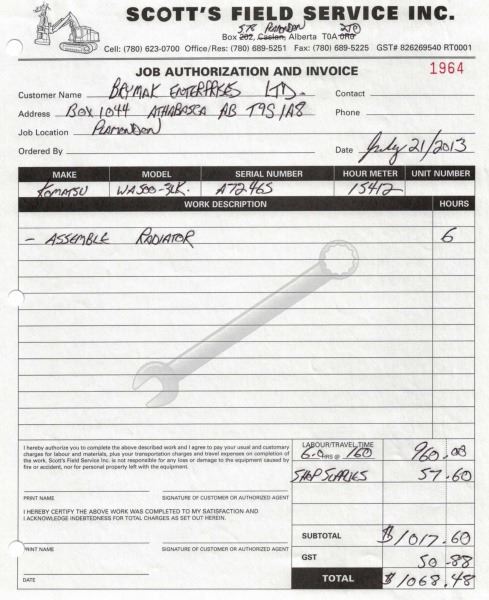 SCOTT'S FIELD SERVICE INC.
578 Plamondon 2T0
Box 202, Caslan, Alberta T0A 0R0
Cell: (780) 623-0700 Office/Res: (780) 689-5251 Fax: (780) 689-5225 GST# 826269540 RT0001
JOB AUTHORIZATION AND INVOICE 1964
Customer Name BRYMAK ENTERPRISES LTD. Contact
Address BOX 1044 ATHABASCA AB T9S 1A8 Phone
Job Location PLAMONDON
Ordered By Date July 21/2013
MAKE MODEL SERIAL NUMBER HOUR METER UNIT NUMBER
KOMATSU WA500-3LK. A72465 15412
WORK DESCRIPTION HOURS
- ASSEMBLE RADIATOR 6
I hereby authorize you to complete the above described work and I agree to pay your usual and customary
charges for labour and materials, plus your transportation charges and travel expenses on completion of
the work. Scott's Field Service Inc. is not responsible for any loss or damage to the equipment caused by
fire or accident, nor for personal property left with the equipment.
LABOUR/TRAVEL TIME
6.0 HRS @ 160 960.00
SHOP SUPPLIES 57.60
PRINT NAME SIGNATURE OF CUSTOMER OR AUTHORIZED AGENT
I HEREBY CERTIFY THE ABOVE WORK WAS COMPLETED TO MY SATISFACTION AND
I ACKNOWLEDGE INDEBTEDNESS FOR TOTAL CHARGES AS SET OUT HEREIN.
SUBTOTAL $1017.60
PRINT NAME SIGNATURE OF CUSTOMER OR AUTHORIZED AGENT
GST 50.88
DATE
TOTAL $1068.48